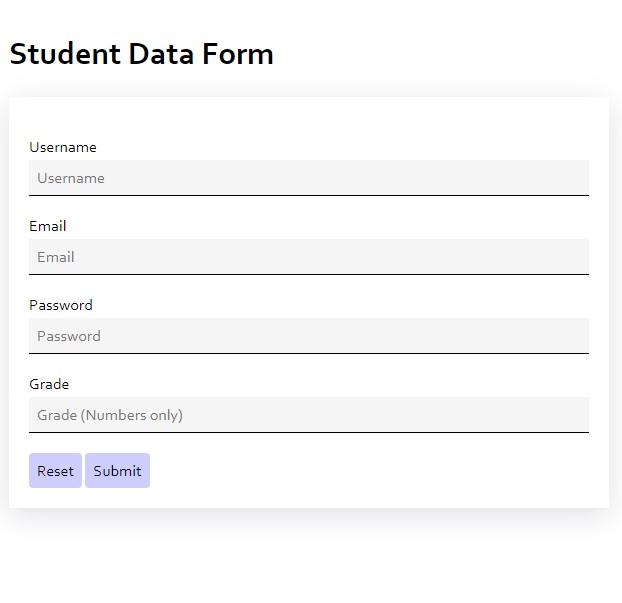 Student Data Form
Username
Username
Email
Email
Password
Password
Grade
Grade (Numbers only)
Reset Submit